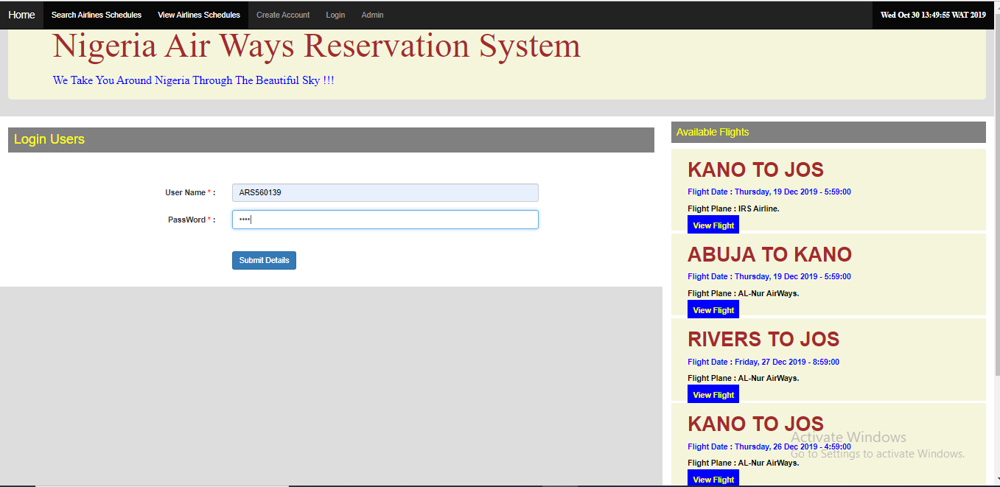 Home Search Airlines Schedules View Airlines Schedules Create Account Login Admin Wed Oct 30 13:49:55 WAT 2019
Nigeria Air Ways Reservation System
We Take You Around Nigeria Through The Beautiful Sky !!!
Login Users
User Name * : ARS560139
PassWord * : ••••
Submit Details
Available Flights
KANO TO JOS
Flight Date : Thursday, 19 Dec 2019 - 5:59:00
Flight Plane : IRS Airline.
View Flight
ABUJA TO KANO
Flight Date : Thursday, 19 Dec 2019 - 5:59:00
Flight Plane : AL-Nur AirWays.
View Flight
RIVERS TO JOS
Flight Date : Friday, 27 Dec 2019 - 8:59:00
Flight Plane : AL-Nur AirWays.
View Flight
KANO TO JOS
Flight Date : Thursday, 26 Dec 2019 - 4:59:00
Flight Plane : AL-Nur AirWays.
View Flight
Activate Windows
Go to Settings to activate Windows.